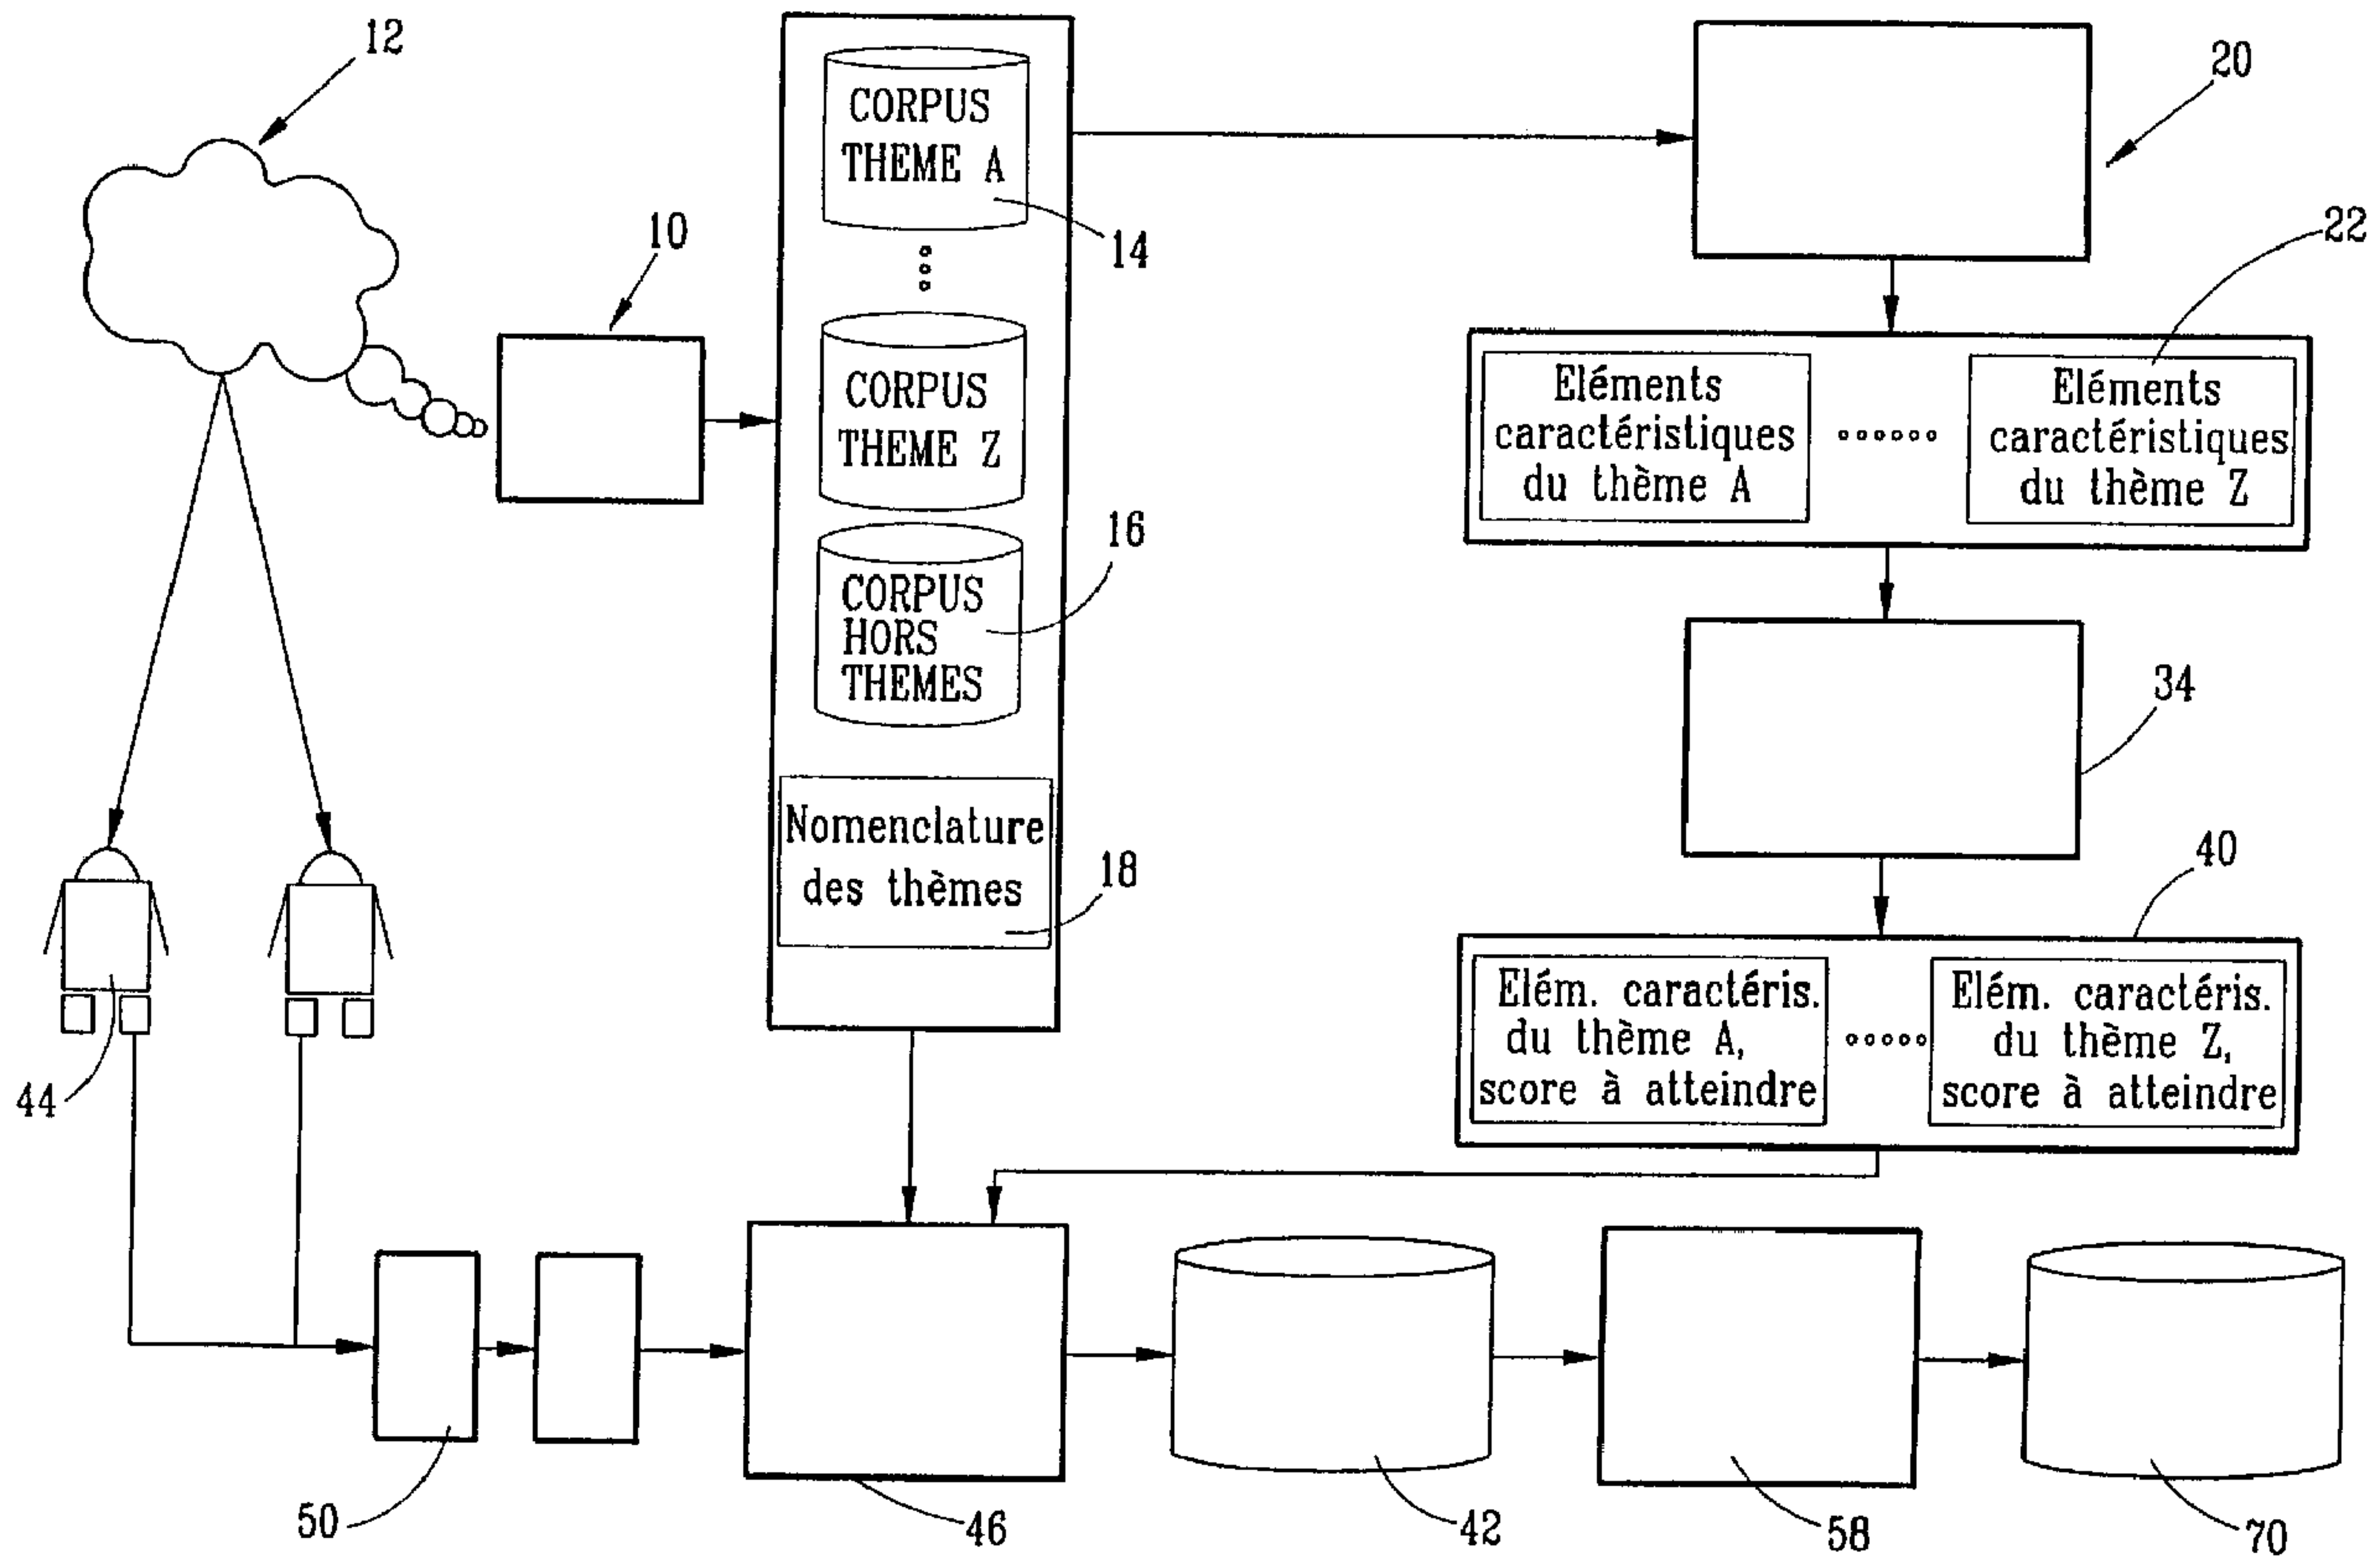 12
CORPUS
THEME A
14
10
CORPUS
THEME Z
CORPUS
HORS
THEMES
16
Nomenclature
des thèmes
18
20
22
Eléments
caractéristiques
du thème A
Eléments
caractéristiques
du thème Z
34
40
Elém. caractéris.
du thème A,
score à atteindre
Elém. caractéris.
du thème Z,
score à atteindre
44
50
46
42
58
70